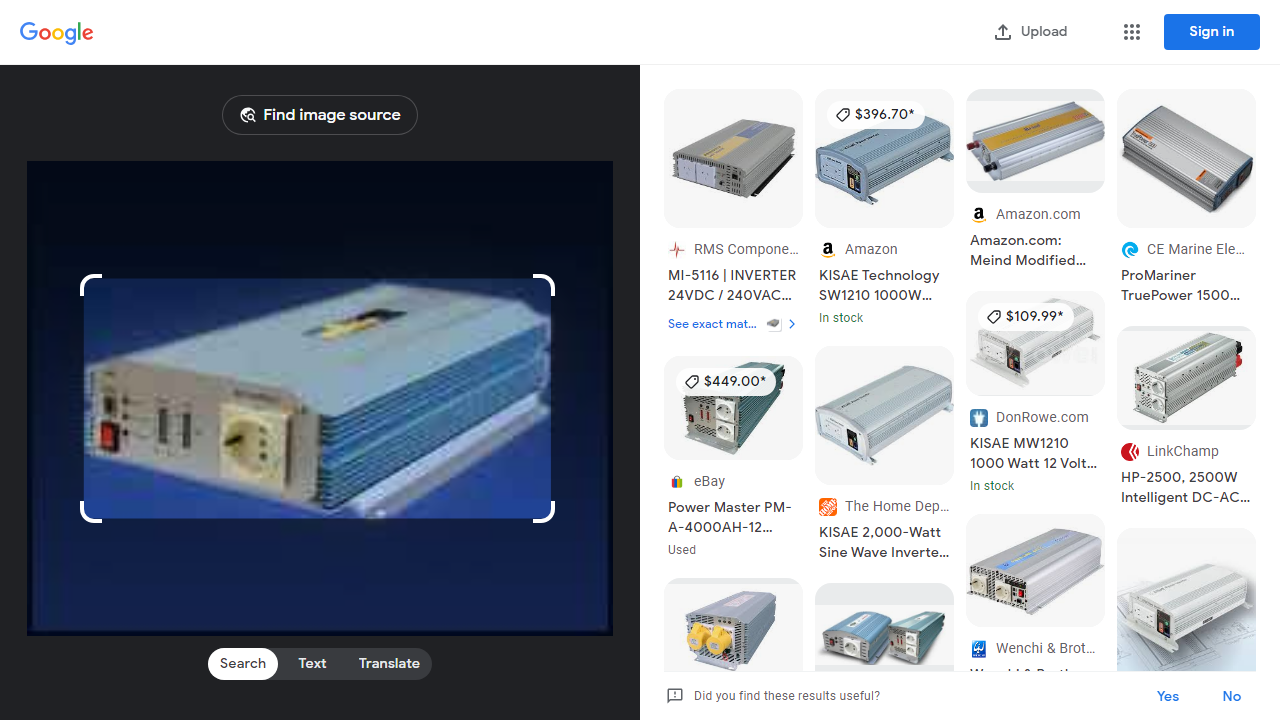 Google
Upload
Sign in
Find image source
Search
Text
Translate
RMS Compone...
MI-5116 | INVERTER
24VDC / 240VAC...
See exact mat...
$449.00*
eBay
Power Master PM-
A-4000AH-12...
Used
$396.70*
Amazon
KISAE Technology
SW1210 1000W...
In stock
The Home Dep...
KISAE 2,000-Watt
Sine Wave Inverte...
Amazon.com
Amazon.com:
Meind Modified...
$109.99*
DonRowe.com
KISAE MW1210
1000 Watt 12 Volt...
In stock
Wenchi & Brot...
CE Marine Ele...
ProMariner
TruePower 1500...
LinkChamp
HP-2500, 2500W
Intelligent DC-AC...
Did you find these results useful?
Yes
No